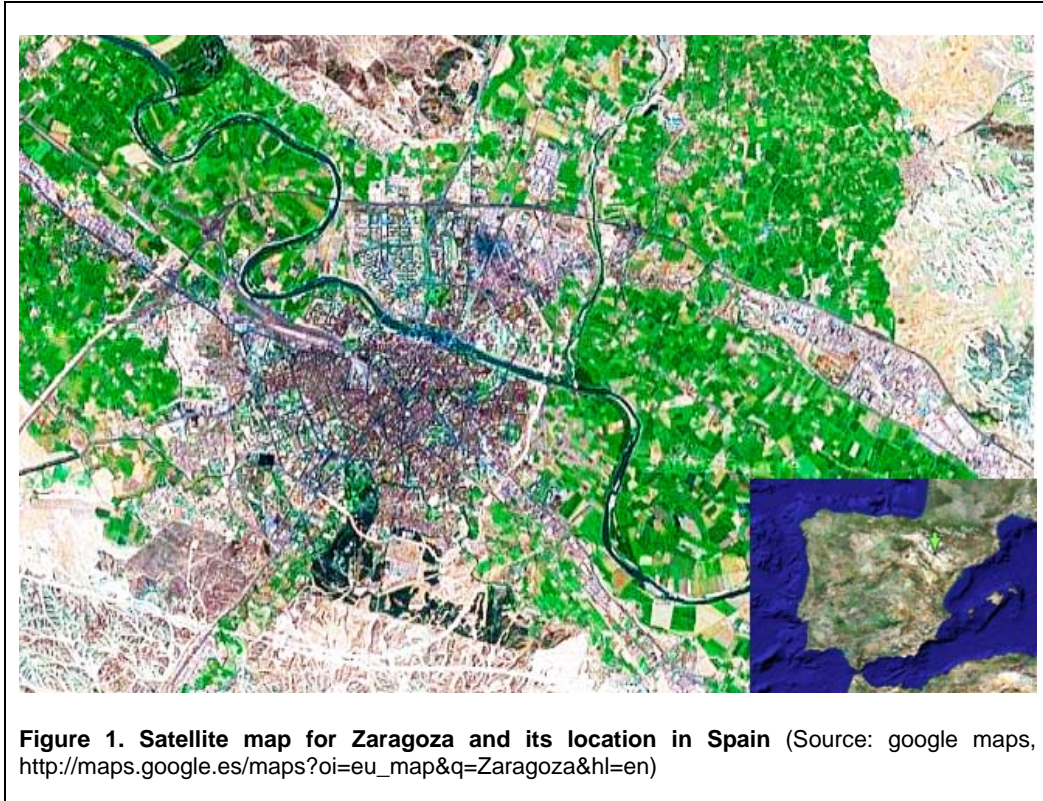 Figure 1. Satellite map for Zaragoza and its location in Spain (Source: google maps,
http://maps.google.es/maps?oi=eu_map&q=Zaragoza&hl=en)